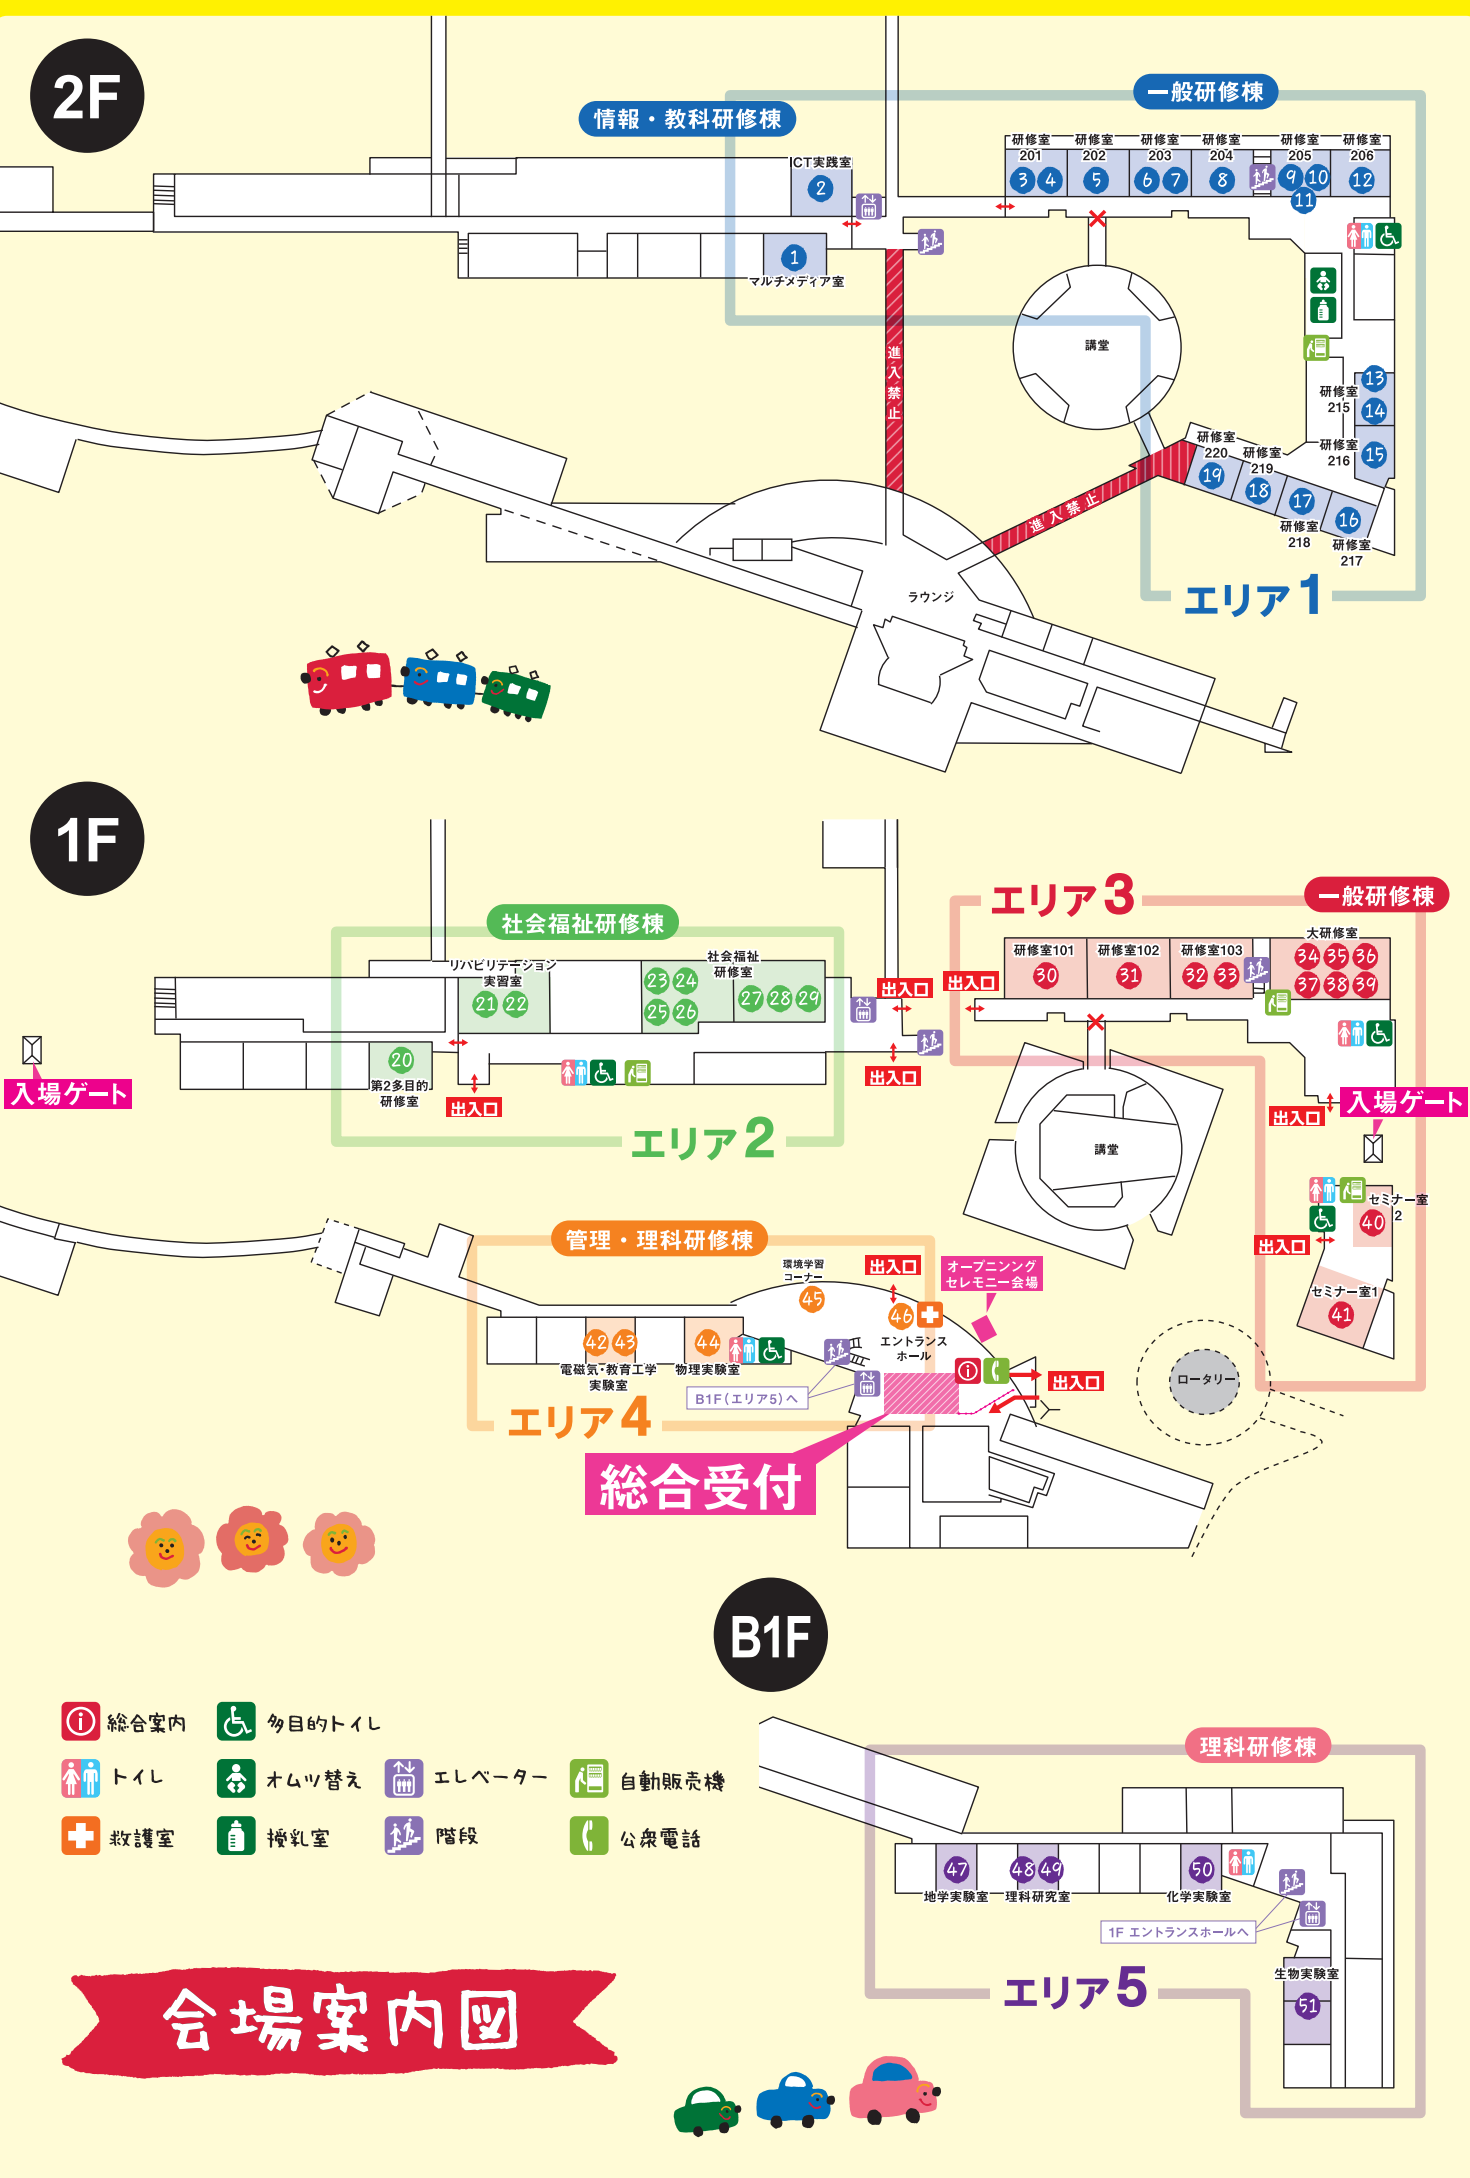 2F
情報・教科研修棟
一般研修棟
ICT実践室
2
1
マルチメディア室
研修室
201
3 4
研修室
202
5
研修室
203
6 7
研修室
204
8
研修室
205
9 10
11
研修室
206
12
講堂
進入禁止
進入禁止
13
研修室
215
14
研修室
216
15
研修室
220
19
研修室
219
18
17
研修室
218
16
研修室
217
ラウンジ
エリア1
1F
社会福祉研修棟
リハビリテーション
実習室
21 22
社会福祉
研修室
23 24
25 26
27 28 29
20
第2多目的
研修室
出入口
出入口
出入口
入場ゲート
エリア2
エリア3
一般研修棟
出入口
研修室101
30
研修室102
31
研修室103
32 33
大研修室
34 35 36
37 38 39
講堂
出入口
入場ゲート
セミナー室
2
40
出入口
セミナー室1
41
ロータリー
管理・理科研修棟
環境学習
コーナー
45
出入口
オープニング
セレモニー会場
46
エントランス
ホール
42 43
電磁気・教育工学
実験室
44
物理実験室
B1F(エリア5)へ
出入口
エリア4
総合受付
B1F
総合案内
多目的トイレ
トイレ
オムツ替え
エレベーター
自動販売機
救護室
授乳室
階段
公衆電話
理科研修棟
47
地学実験室
48 49
理科研究室
50
化学実験室
1F エントランスホールへ
生物実験室
51
エリア5
会場案内図